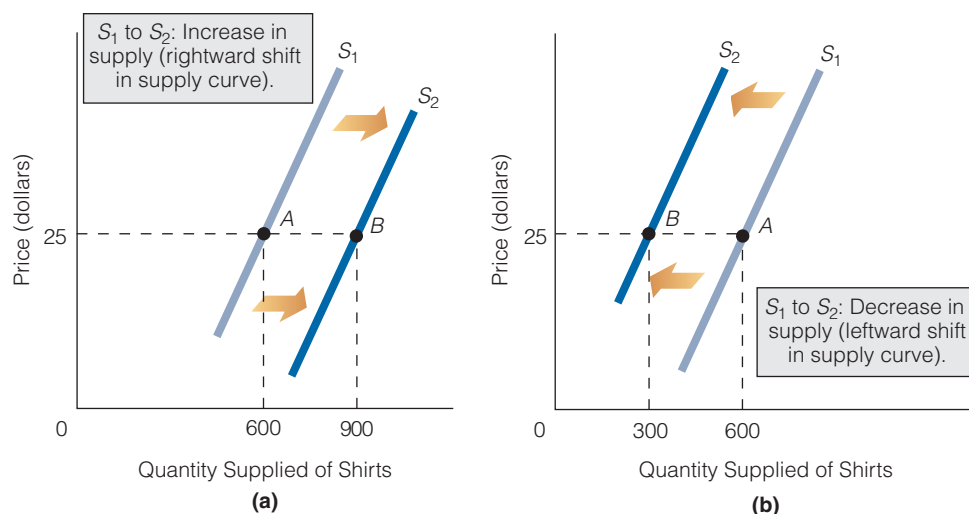 S1 to S2: Increase in
supply (rightward shift
in supply curve).
S1
S2
Price (dollars)
25
A
B
0
600
900
Quantity Supplied of Shirts
(a)
S2
S1
Price (dollars)
25
B
A
S1 to S2: Decrease in
supply (leftward shift
in supply curve).
0
300
600
Quantity Supplied of Shirts
(b)